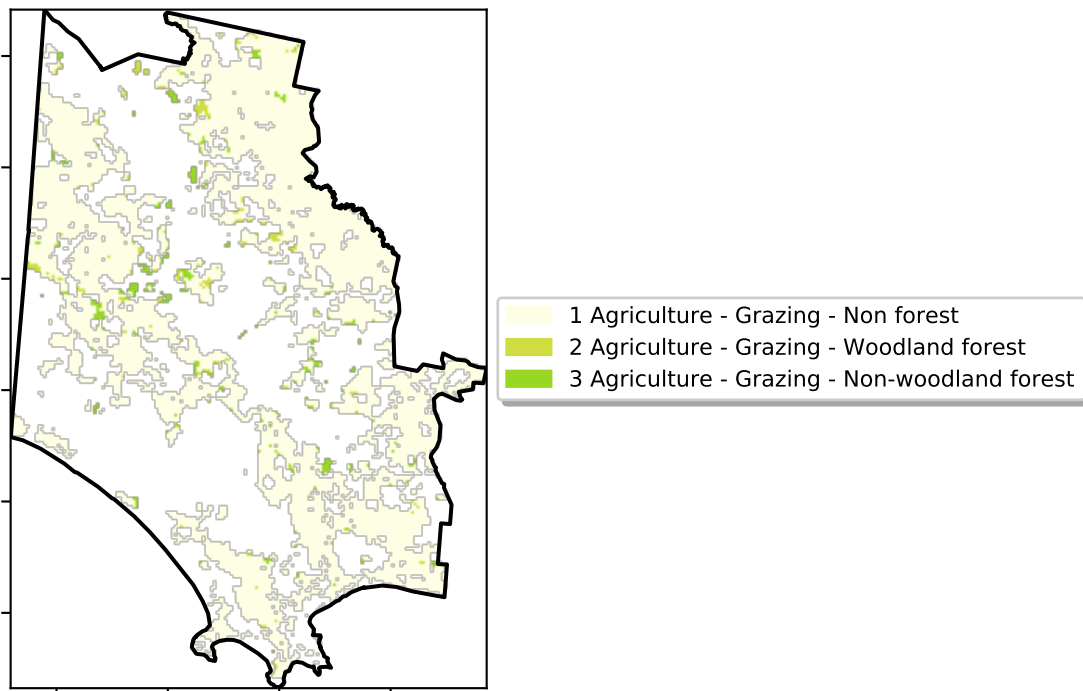 1 Agriculture - Grazing - Non forest
2 Agriculture - Grazing - Woodland forest
3 Agriculture - Grazing - Non-woodland forest